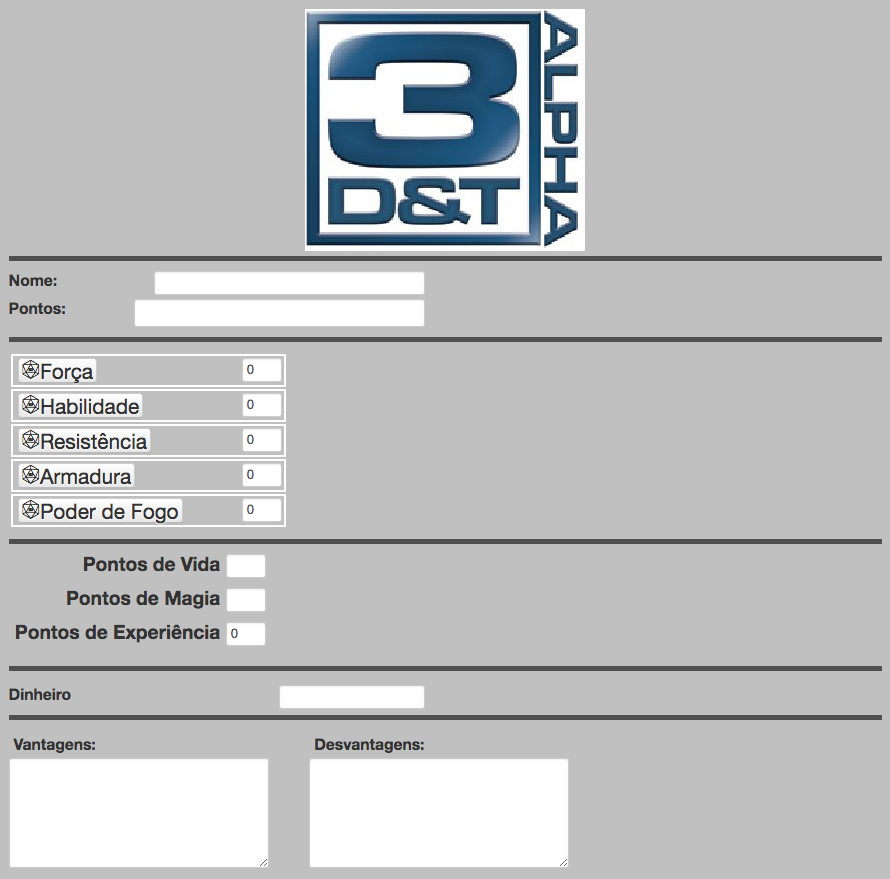 3
D&T
ALPHA
Nome:
Pontos:
Força 0
Habilidade 0
Resistência 0
Armadura 0
Poder de Fogo 0
Pontos de Vida
Pontos de Magia
Pontos de Experiência 0
Dinheiro
Vantagens: Desvantagens: